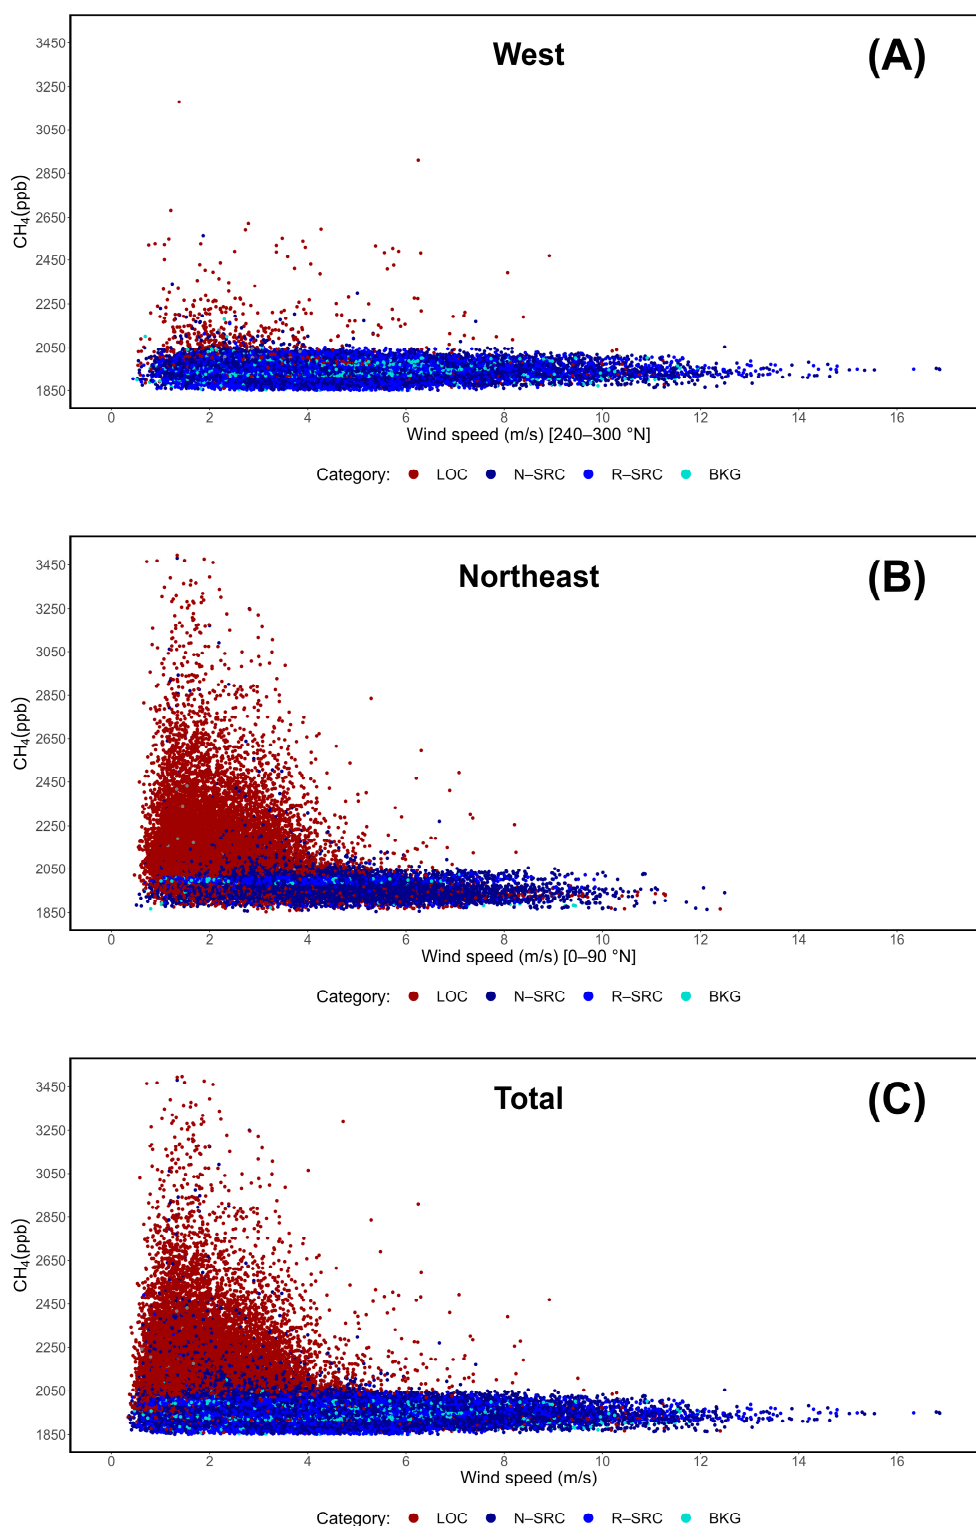 West
(A)
3450
3250
3050
2850
2650
2450
2250
2050
1850
CH₄(ppb)
0 2 4 6 8 10 12 14 16
Wind speed (m/s) [240–300 °N]
Category: LOC N–SRC R–SRC BKG
Northeast
(B)
3450
3250
3050
2850
2650
2450
2250
2050
1850
CH₄(ppb)
0 2 4 6 8 10 12 14 16
Wind speed (m/s) [0–90 °N]
Category: LOC N–SRC R–SRC BKG
Total
(C)
3450
3250
3050
2850
2650
2450
2250
2050
1850
CH₄(ppb)
0 2 4 6 8 10 12 14 16
Wind speed (m/s)
Category: LOC N–SRC R–SRC BKG